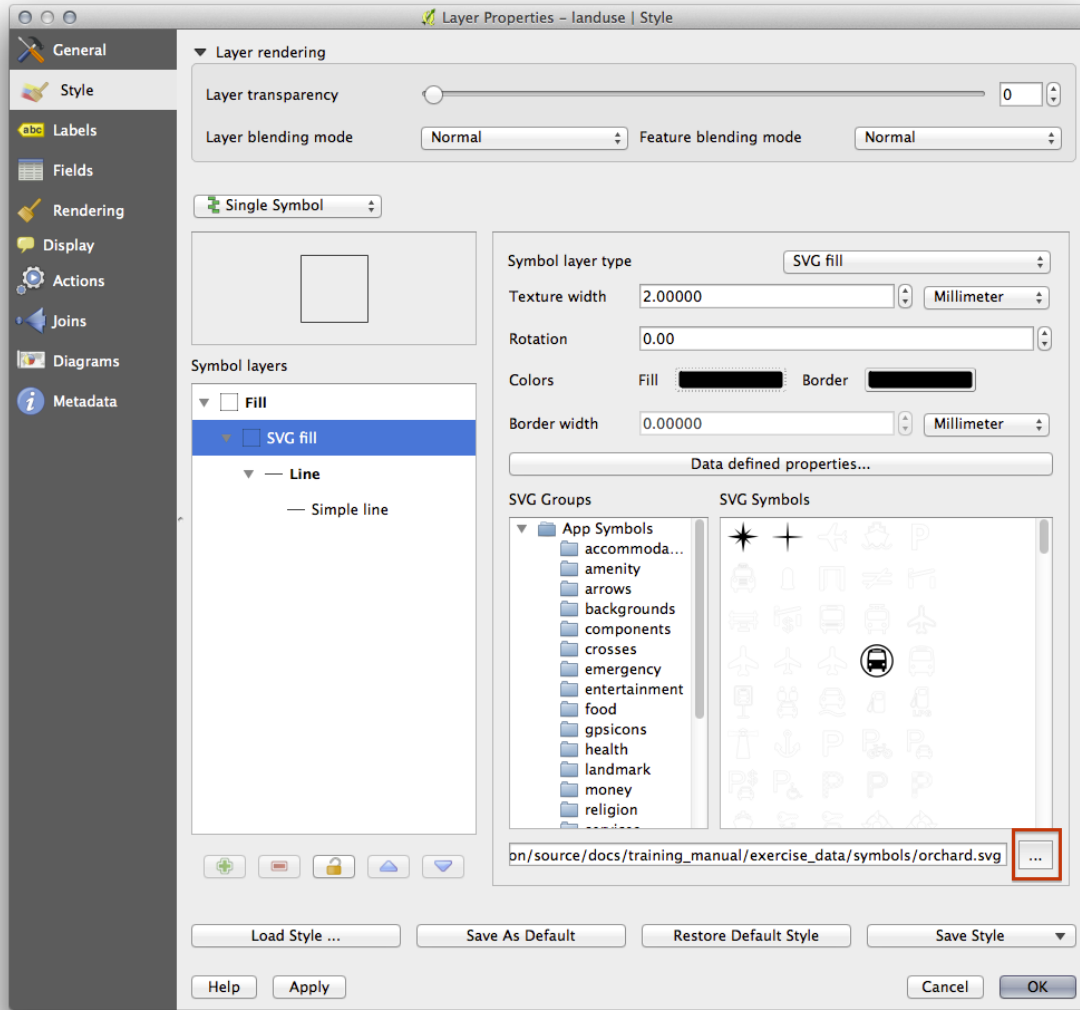 Layer Properties - landuse | Style
General
Style
abc Labels
Fields
Rendering
Display
Actions
Joins
Diagrams
Metadata
Layer rendering
Layer transparency 0
Layer blending mode Normal Feature blending mode Normal
Single Symbol
Symbol layers
Fill
SVG fill
Line
Simple line
Symbol layer type SVG fill
Texture width 2.00000 Millimeter
Rotation 0.00
Colors Fill Border
Border width 0.00000 Millimeter
Data defined properties...
SVG Groups SVG Symbols
App Symbols
accommoda...
amenity
arrows
backgrounds
components
crosses
emergency
entertainment
food
gpsicons
health
landmark
money
religion
on/source/docs/training_manual/exercise_data/symbols/orchard.svg ...
Load Style ... Save As Default Restore Default Style Save Style
Help Apply Cancel OK